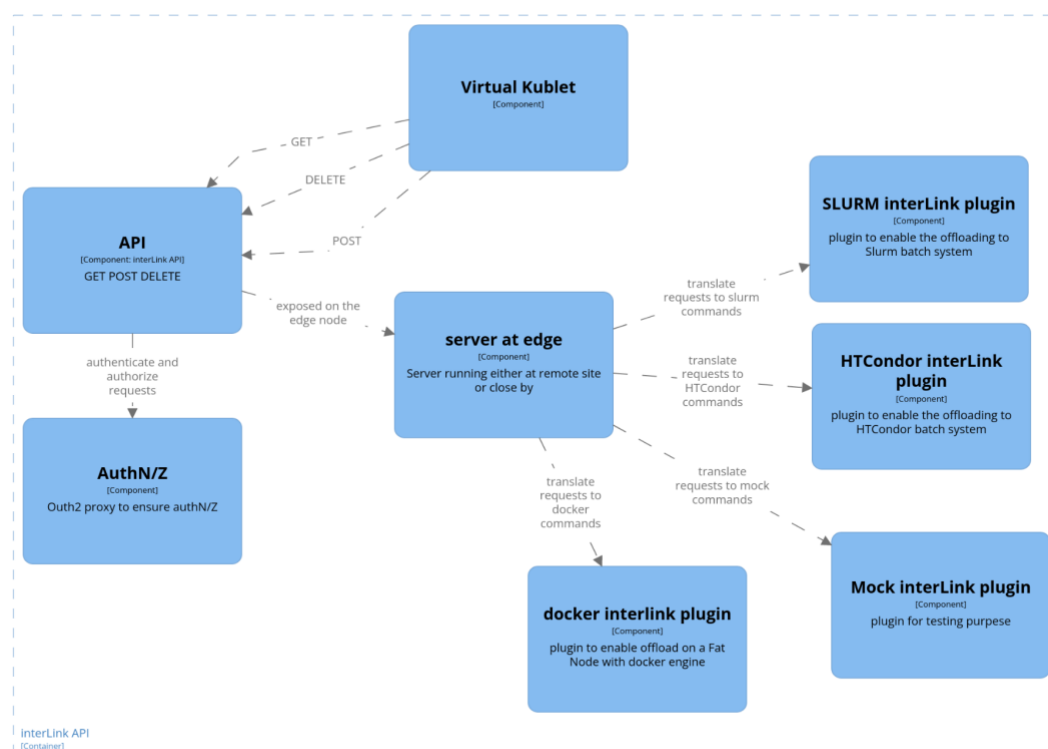 Virtual Kublet
[Component]
GET
DELETE
POST
API
[Component: interLink API]
GET POST DELETE
exposed on the
edge node
authenticate and
authorize
requests
AuthN/Z
[Component]
Outh2 proxy to ensure authN/Z
server at edge
[Component]
Server running either at remote site
or close by
translate
requests to slurm
commands
SLURM interLink plugin
[Component]
plugin to enable the offloading to
Slurm batch system
translate
requests to
HTCondor
commands
HTCondor interLink
plugin
[Component]
plugin to enable the offloading to
HTCondor batch system
translate
requests to mock
commands
Mock interLink plugin
[Component]
plugin for testing purpese
translate
requests to
docker
commands
docker interlink plugin
[Component]
plugin to enable offload on a Fat
Node with docker engine
interLink API
[Container]